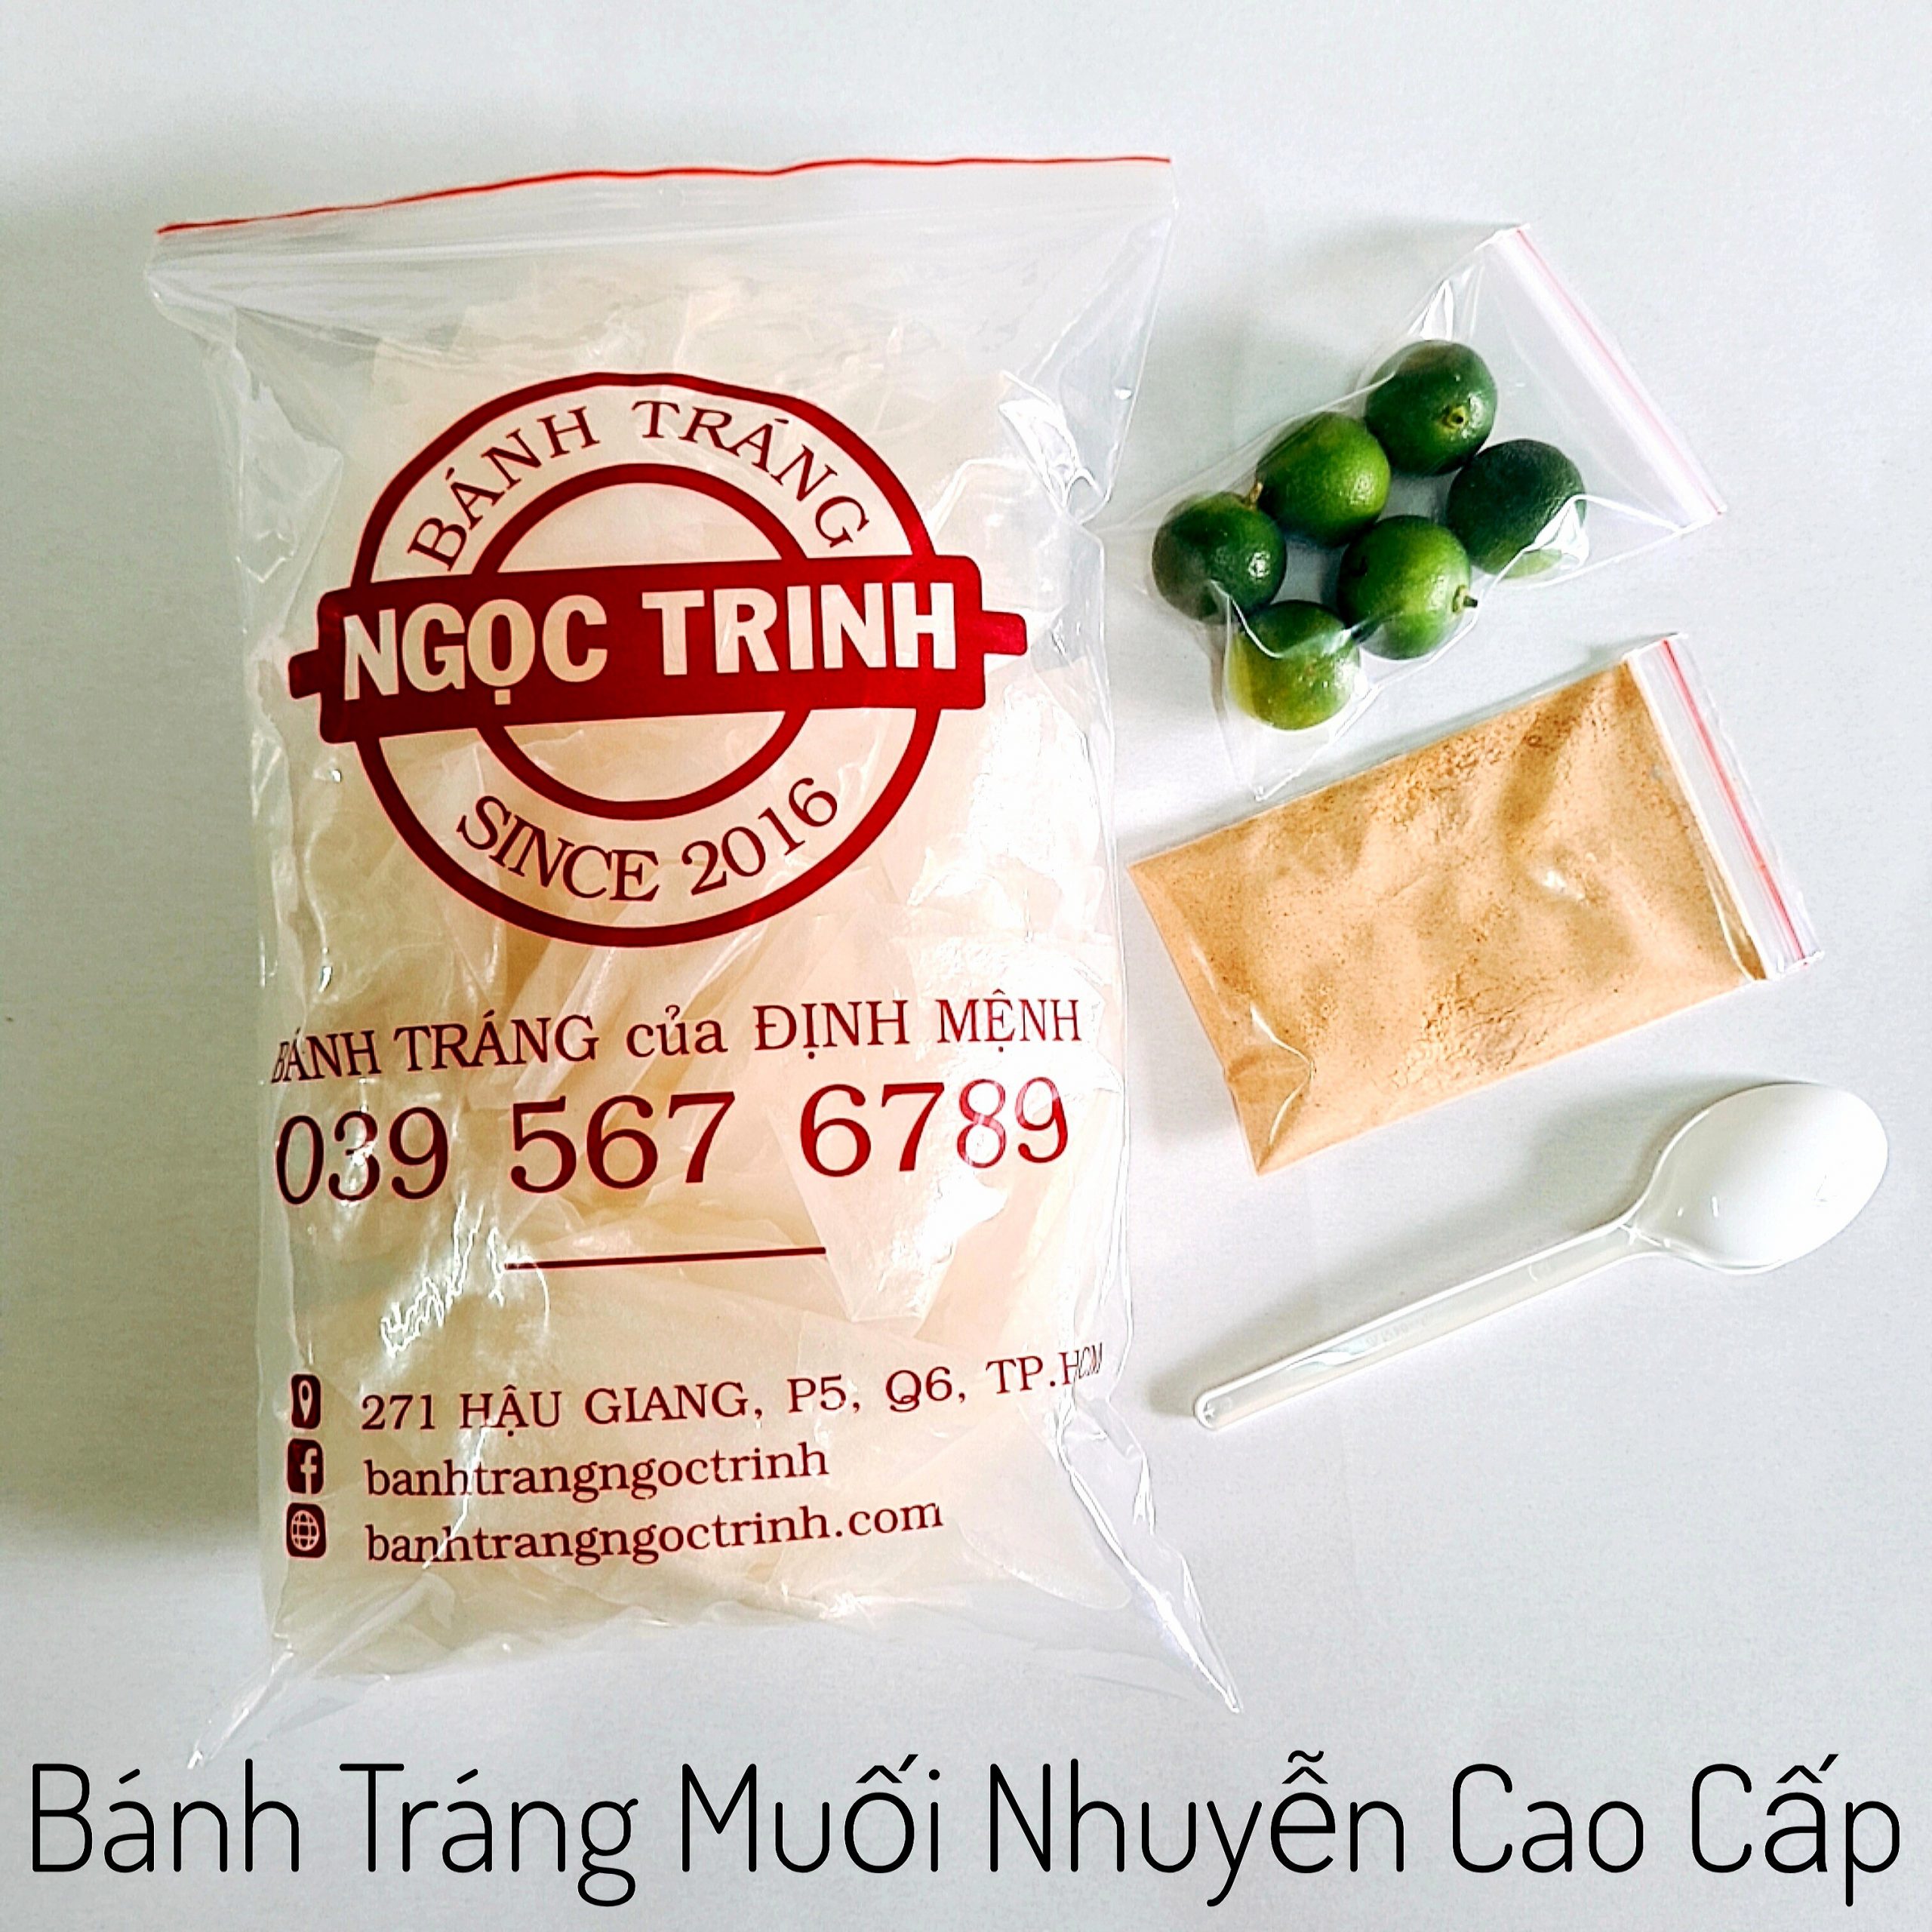 BÁNH TRÁNG
NGỌC TRINH
SINCE 2016
BÁNH TRÁNG của ĐỊNH MỆNH
039 567 6789
271 HẬU GIANG, P5, Q6, TP.HCM
banhtrangngoctrinh
banhtrangngoctrinh.com
Bánh Tráng Muối Nhuyễn Cao Cấp